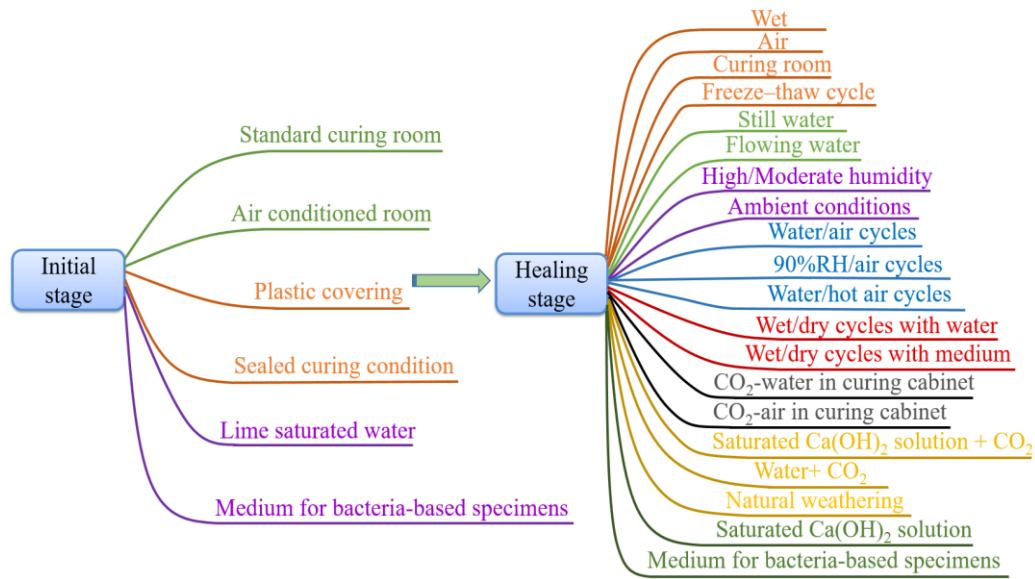 Initial
stage
Standard curing room
Air conditioned room
Plastic covering
Sealed curing condition
Lime saturated water
Medium for bacteria-based specimens
Healing
stage
Wet
Air
Curing room
Freeze–thaw cycle
Still water
Flowing water
High/Moderate humidity
Ambient conditions
Water/air cycles
90%RH/air cycles
Water/hot air cycles
Wet/dry cycles with water
Wet/dry cycles with medium
CO₂-water in curing cabinet
CO₂-air in curing cabinet
Saturated Ca(OH)₂ solution + CO₂
Water+ CO₂
Natural weathering
Saturated Ca(OH)₂ solution
Medium for bacteria-based specimens